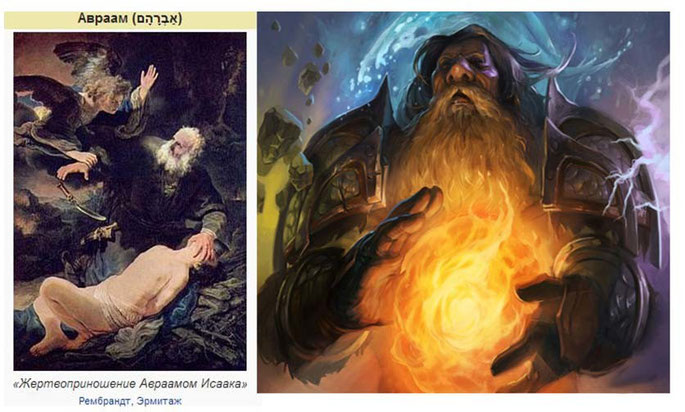 Авраам (אַבְרָהָם)
«Жертвоприношение Авраамом Исаака»
Рембрандт, Эрмитаж